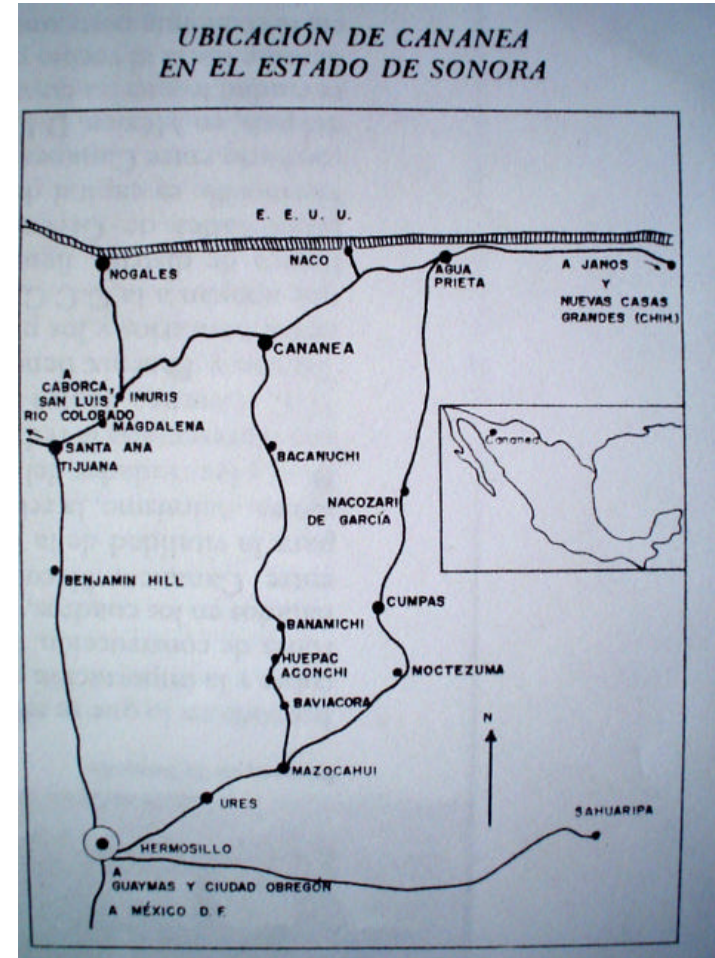 UBICACIÓN DE CANANEA
EN EL ESTADO DE SONORA
E. E. U. U.
NOGALES
NACO
AGUA
PRIETA
A JANOS
Y
NUEVAS CASAS
GRANDES (CHIH.)
CANANEA
A
CABORCA,
SAN LUIS
RIO COLORADO
IMURIS
MAGDALENA
SANTA ANA
TIJUANA
BACANUCHI
Cananea
NACOZARI
DE GARCÍA
BENJAMIN HILL
CUMPAS
BANAMICHI
HUEPAC
ACONCHI
MOCTEZUMA
BAVIACORA
N
MAZOCAHUI
URES
SAHUARIPA
HERMOSILLO
A
GUAYMAS Y CIUDAD OBREGÓN
A MÉXICO D.F.